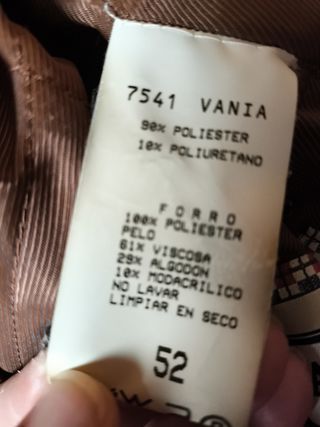 7541 VANIA
90% POLIESTER
10% POLIURETANO
FORRO
100% POLIESTER
PELO
61% VISCOSA
29% ALGODON
10% MODACRILICO
NO LAVAR
LIMPIAR EN SECO
52